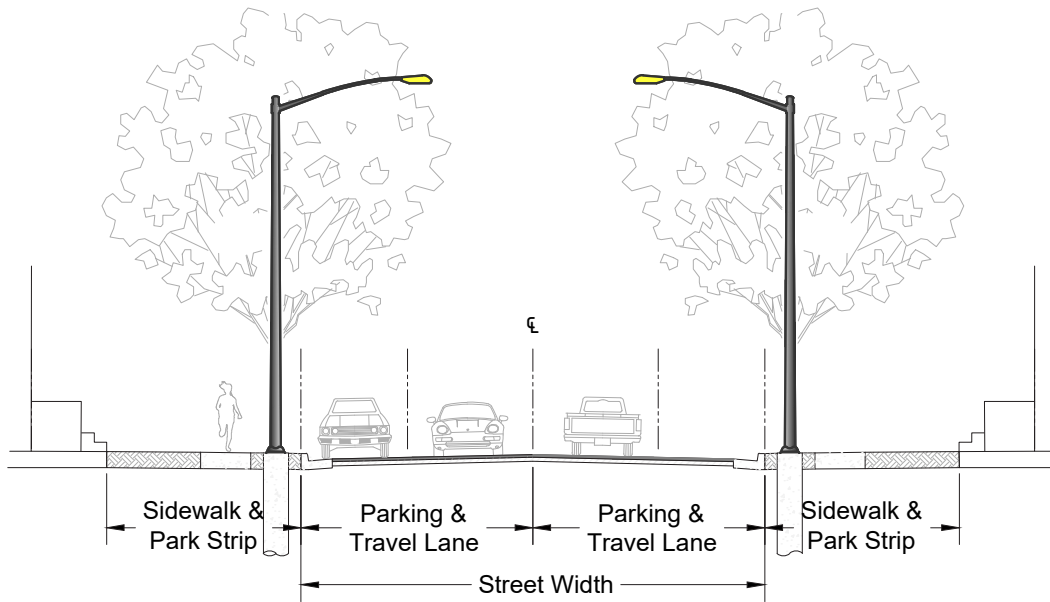 ℄
Sidewalk &
Park Strip
Parking &
Travel Lane
Parking &
Travel Lane
Sidewalk &
Park Strip
Street Width